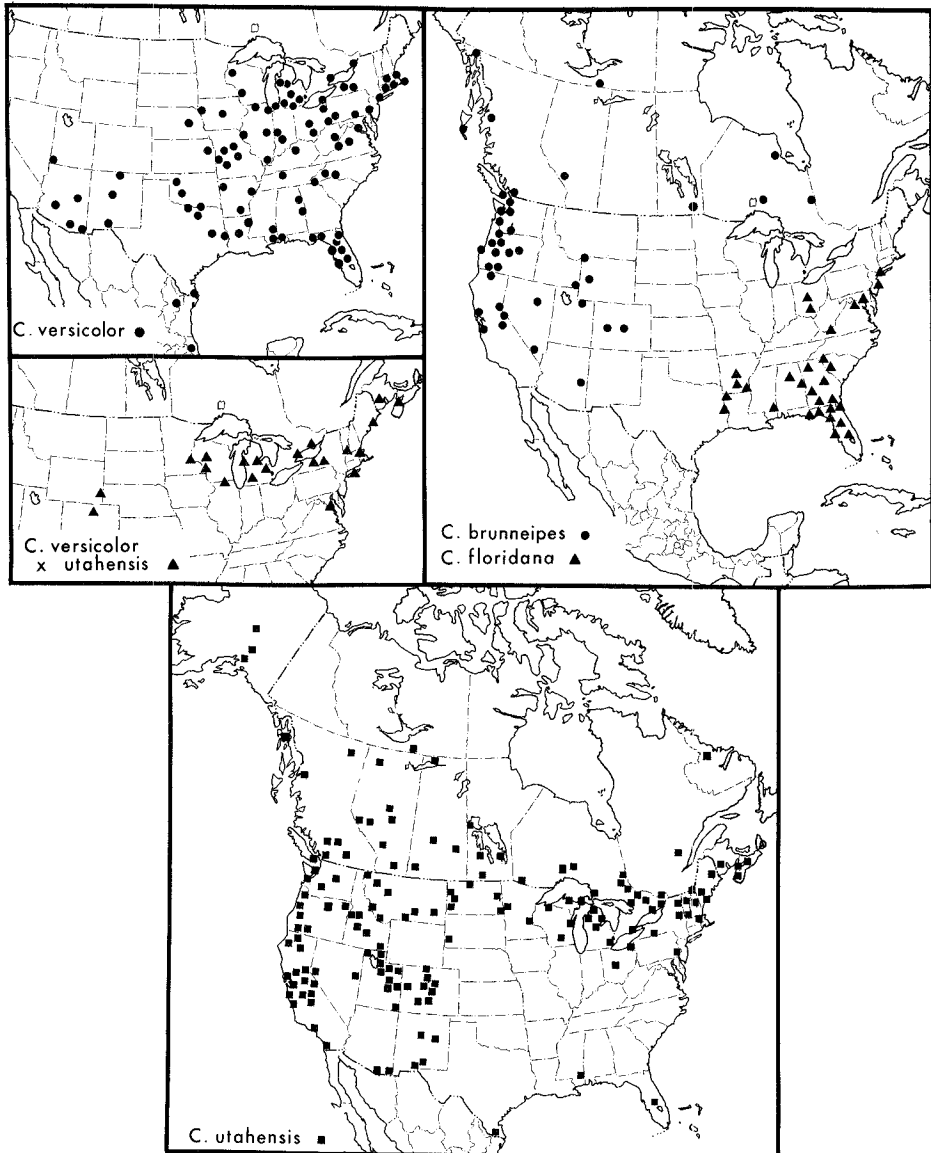 C. versicolor
C. versicolor
x utahensis
C. brunneipes
C. floridana
C. utahensis